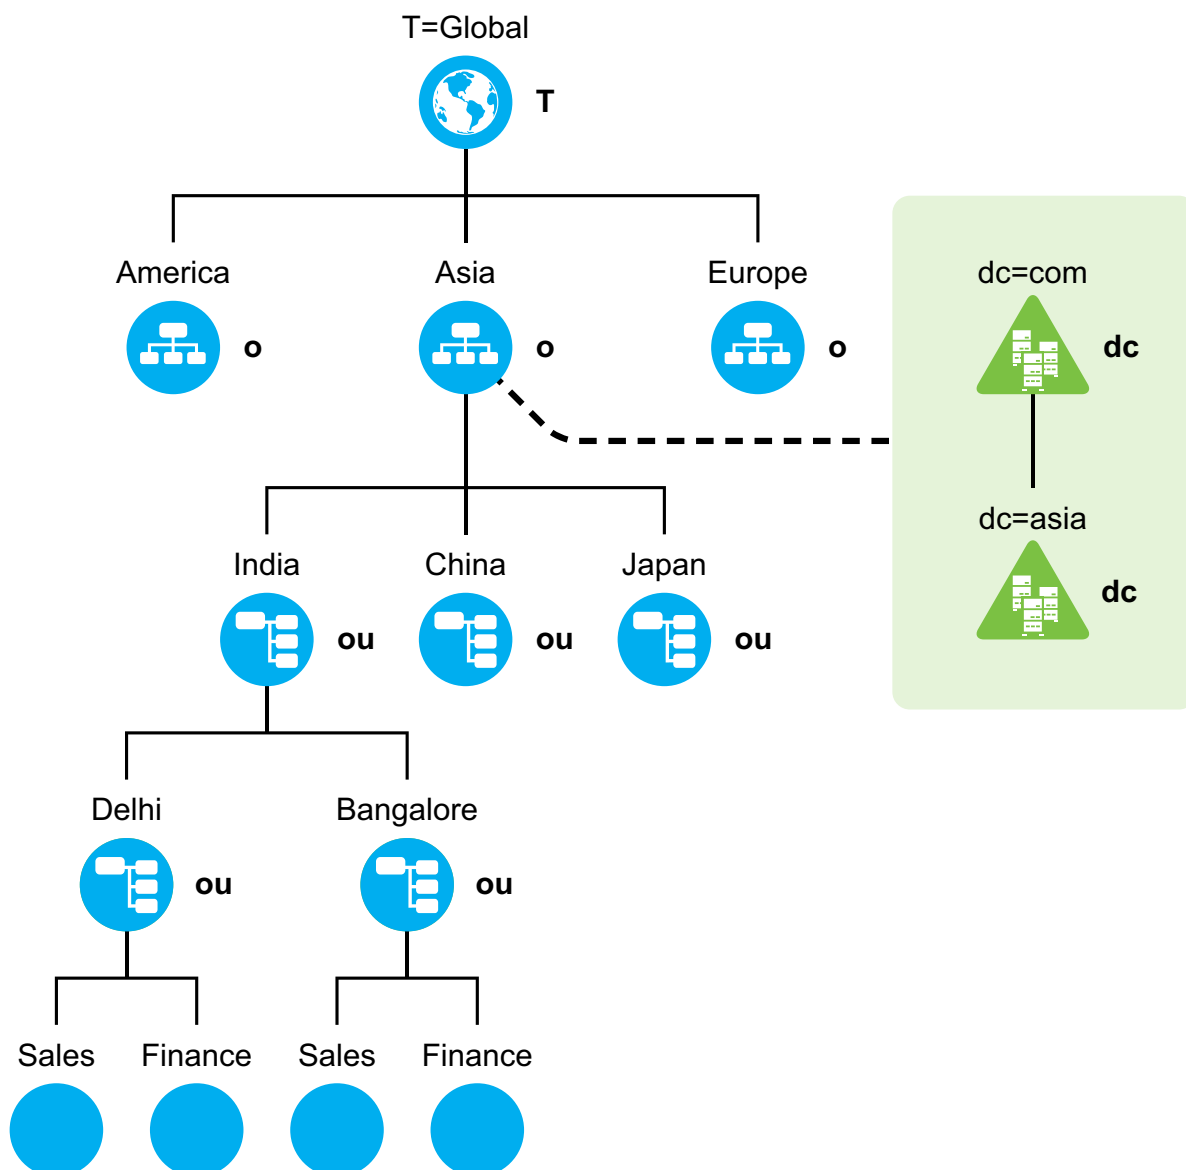 T=Global
T
America
Asia
Europe
o
o
o
dc=com
dc
dc=asia
dc
India
China
Japan
ou
ou
ou
Delhi
Bangalore
ou
ou
Sales
Finance
Sales
Finance